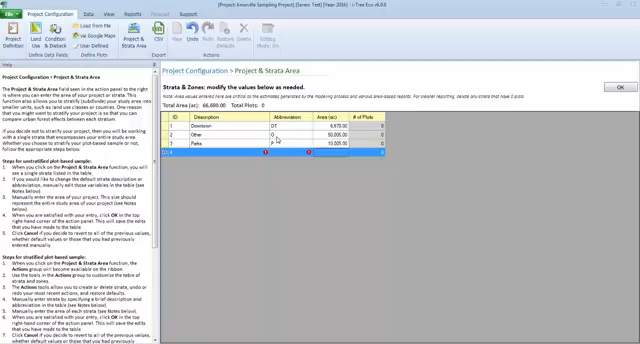 [Project: Knoxville Sampling Project] [Series: Test] [Year 2016] - i-Tree Eco v6.0.8
File Project Configuration Data View Reports Forecast Support
Project Definition
Land Use
Condition & Dieback
Load from File
via Google Maps
User Defined
Project & Strata Area
View
Undo
Redo
Restore Defaults
Delete
Editing Mode: On
Define Data Fields Define Plots Export Actions
Help
Project Configuration > Project & Strata Area
The Project & Strata Area field seen in the action panel to the right is where you can enter the area of your project or strata. This function also allows you to stratify (subdivide) your study area into smaller units, such as land use classes or counties. One reason that you might want to stratify your project is so that you can compare urban forest effects between each stratum.
If you decide not to stratify your project, then you will be working with a single strata that encompasses your entire study area. Whether you choose to stratify your plot-based sample or not, follow the appropriate steps below.
Steps for unstratified plot-based sample:
1. When you click on the Project & Strata Area function, you will see a single strata listed in the table.
2. If you would like to change the default strata description or abbreviation, manually edit those variables in the table (see Notes below).
3. Manually enter the area of your project. This size should represent the entire study area of your project (see Notes below).
4. When you are satisfied with your entry, click OK in the top right-hand corner of the action panel. This will save the edits that you have made to the table.
5. Click Cancel if you decide to revert to all of the previous values, whether default values or those that you had previously entered manually.
Steps for stratified plot-based sample:
1. When you click on the Project & Strata Area function, the Actions group will become available on the ribbon.
2. Use the tools in the Actions group to customize the table of strata and zones.
3. The Actions tools allow you to create or delete strata, undo or redo your most recent actions, and restore defaults.
4. Manually enter strata by specifying a brief description and abbreviation in the table (see Notes below).
5. Manually enter the area of each strata (see Notes below).
6. When you are satisfied with your entry, click OK in the top right-hand corner of the action panel. This will save the edits that you have made to the table.
7. Click Cancel if you decide to revert to all of the previous
Project Configuration > Project & Strata Area
Strata & Zones: modify the values below as needed.
OK
Note: Area values entered here are critical to the estimates generated by the modeling process and various area-based reports. For cleaner reporting, delete any strata that have 0 plots
Total Area (ac): 66,680.00 Total Plots: 0
ID Description Abbreviation Area (ac) # of Plots
1 Downtown DT 6,670.00 0
2 Other O 50,005.00 0
3 Parks P 10,005.00 0
4